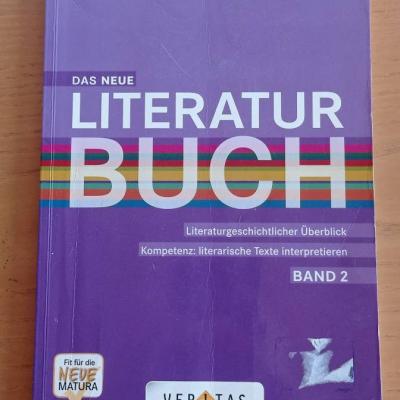 DAS NEUE
LITERATUR
BUCH
Literaturgeschichtlicher Überblick
Kompetenz: literarische Texte interpretieren
BAND 2
Fit für die
NEUE
MATURA
VERITAS